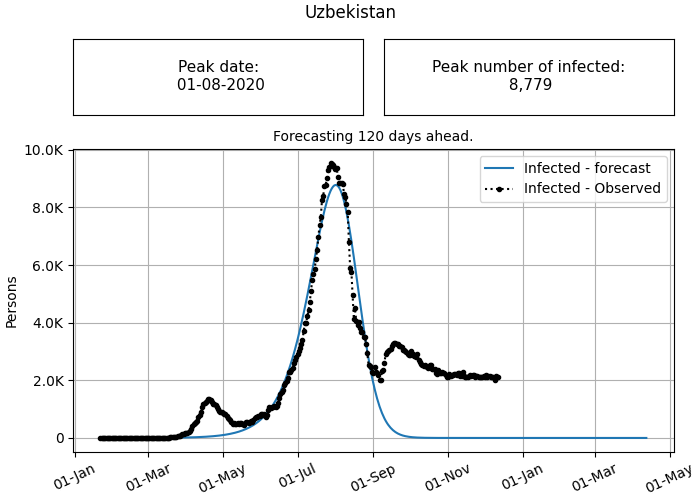 Uzbekistan
Peak date:
01-08-2020
Peak number of infected:
8,779
Forecasting 120 days ahead.
10.0K
8.0K
6.0K
4.0K
2.0K
0
Persons
Infected - forecast
Infected - Observed
01-Jan
01-Mar
01-May
01-Jul
01-Sep
01-Nov
01-Jan
01-Mar
01-May